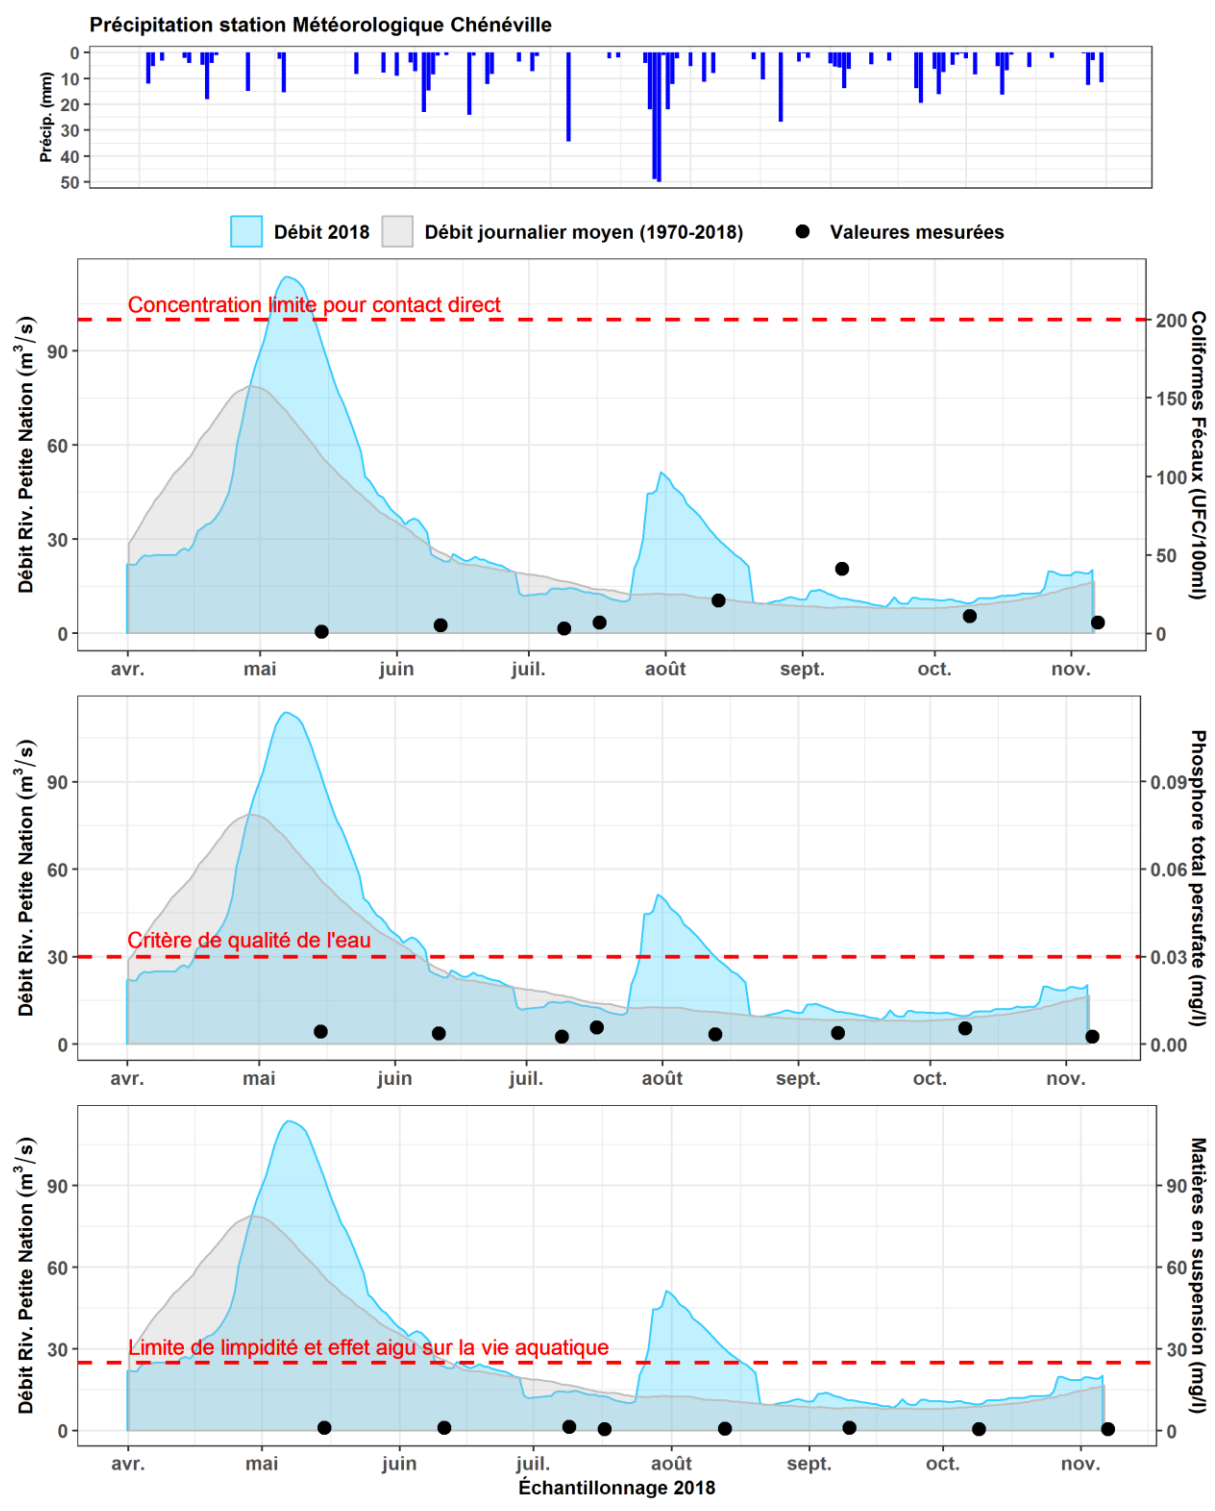 Précipitation station Météorologique Chénéville
Précip. (mm)
0
10
20
30
40
50
Débit 2018 Débit journalier moyen (1970-2018) Valeures mesurées
Débit Riv. Petite Nation (m³/s)
Concentration limite pour contact direct
90
60
30
0
200
150
100
50
0
Coliformes Fécaux (UFC/100ml)
avr. mai juin juil. août sept. oct. nov.
Débit Riv. Petite Nation (m³/s)
Critère de qualité de l'eau
90
60
30
0
0.09
0.06
0.03
0.00
Phosphore total persufate (mg/l)
avr. mai juin juil. août sept. oct. nov.
Débit Riv. Petite Nation (m³/s)
Limite de limpidité et effet aigu sur la vie aquatique
90
60
30
0
90
60
30
0
Matières en suspension (mg/l)
avr. mai juin juil. août sept. oct. nov.
Échantillonnage 2018